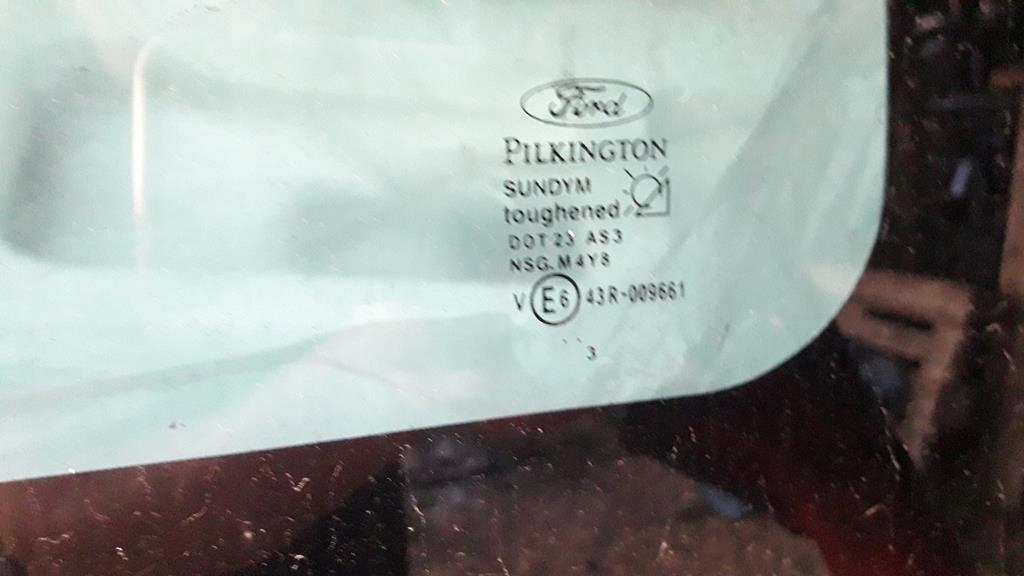 Ford
PILKINGTON
SUNDYM
toughened
DOT 23 AS3
NSG. M4Y8
V E6 43R-009661
3